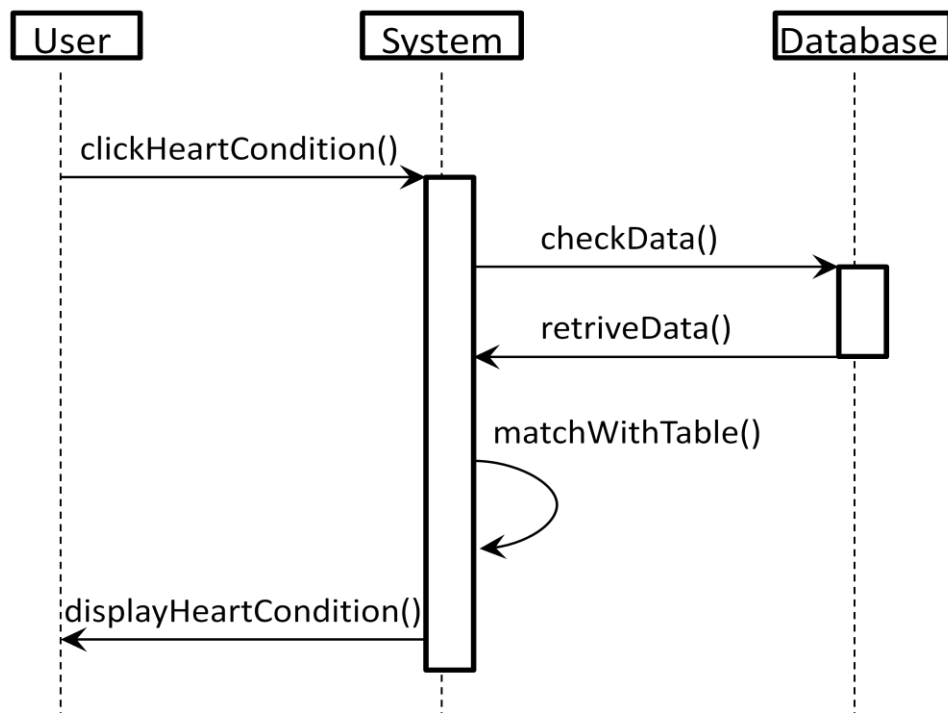 User
System
Database
clickHeartCondition()
checkData()
retriveData()
matchWithTable()
displayHeartCondition()